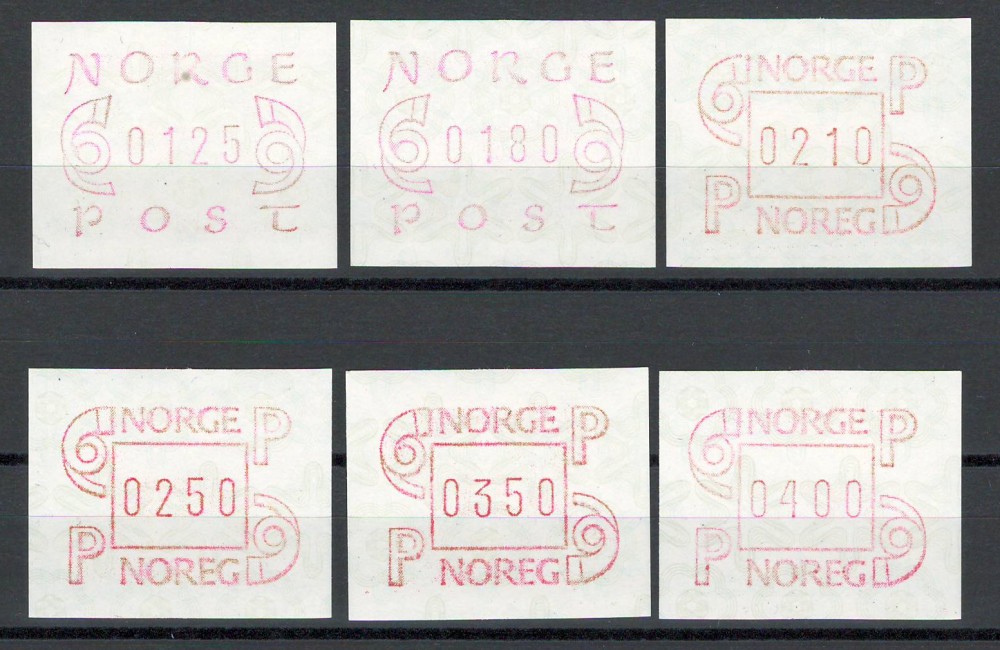 NORGE
0125
POST
NORGE
0180
POST
NORGE P
0210
P NOREG
NORGE P
0250
P NOREG
NORGE P
0350
P NOREG
NORGE P
0400
P NOREG